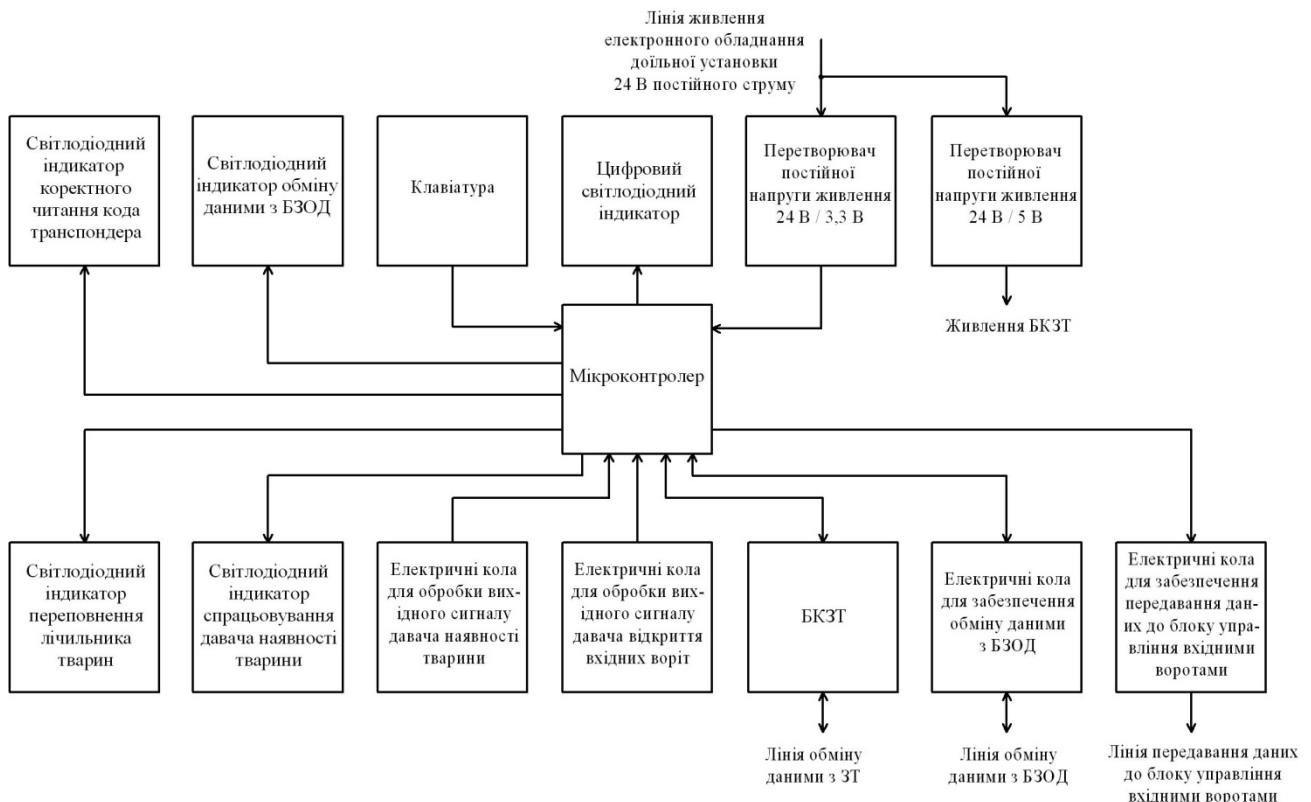 Лінія живлення
електронного обладнання
доїльної установки
24 В постійного струму
Світлодіодний
індикатор
коректного
читання кода
транспондера
Світлодіодний
індикатор обміну
даними з БЗОД
Клавіатура
Цифровий
світлодіодний
індикатор
Перетворювач
постійної
напруги живлення
24 В / 3,3 В
Перетворювач
постійної
напруги живлення
24 В / 5 В
Живлення БКЗТ
Мікроконтролер
Світлодіодний
індикатор
переповнення
лічильника
тварин
Світлодіодний
індикатор
спрацьовування
давача наявності
тварини
Електричні кола
для обробки вих-
ідного сигналу
давача наявності
тварини
Електричні кола
для обробки вих-
ідного сигналу
давача відкриття
вхідних воріт
БКЗТ
Електричні кола
для забезпечення
обміну даними
з БЗОД
Електричні кола
для забезпечення
передавання дан-
их до блоку упра-
вління вхідними
воротами
Лінія обміну
даними з ЗТ
Лінія обміну
даними з БЗОД
Лінія передавання даних
до блоку управління
вхідними воротами